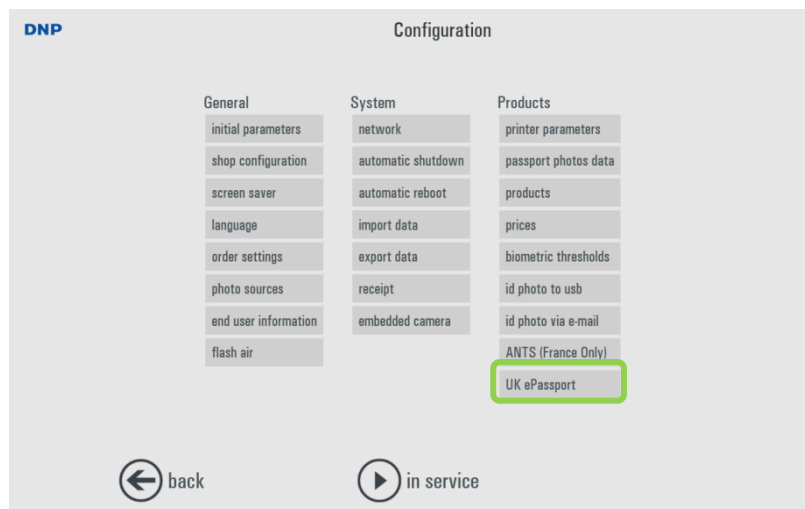 DNP
Configuration
General
initial parameters
shop configuration
screen saver
language
order settings
photo sources
end user information
flash air
System
network
automatic shutdown
automatic reboot
import data
export data
receipt
embedded camera
Products
printer parameters
passport photos data
products
prices
biometric thresholds
id photo to usb
id photo via e-mail
ANTS (France Only)
UK ePassport
back
in service